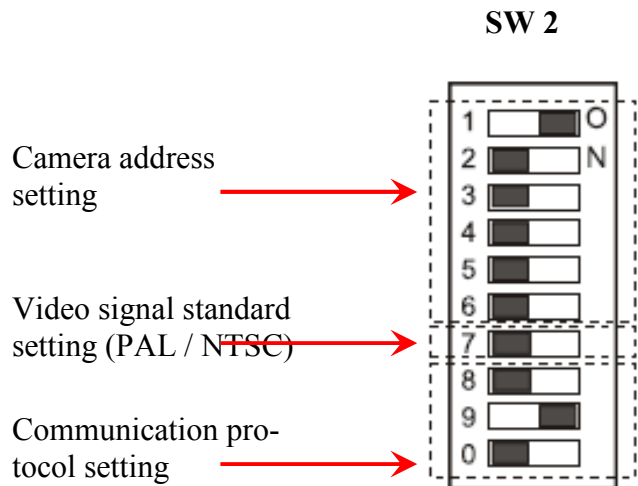 SW 2
Camera address
setting
Video signal standard
setting (PAL / NTSC)
Communication pro-
tocol setting
1 O
2 N
3
4
5
6
7
8
9
0